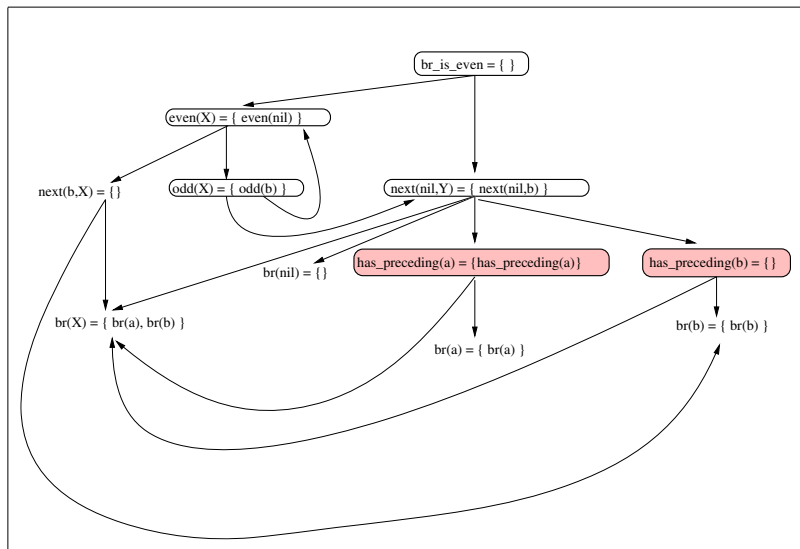 br_is_even = { }
even(X) = { even(nil) }
next(b,X) = {}
odd(X) = { odd(b) }
next(nil,Y) = { next(nil,b) }
br(nil) = {}
has_preceding(a) = {has_preceding(a)}
has_preceding(b) = {}
br(X) = { br(a), br(b) }
br(a) = { br(a) }
br(b) = { br(b) }